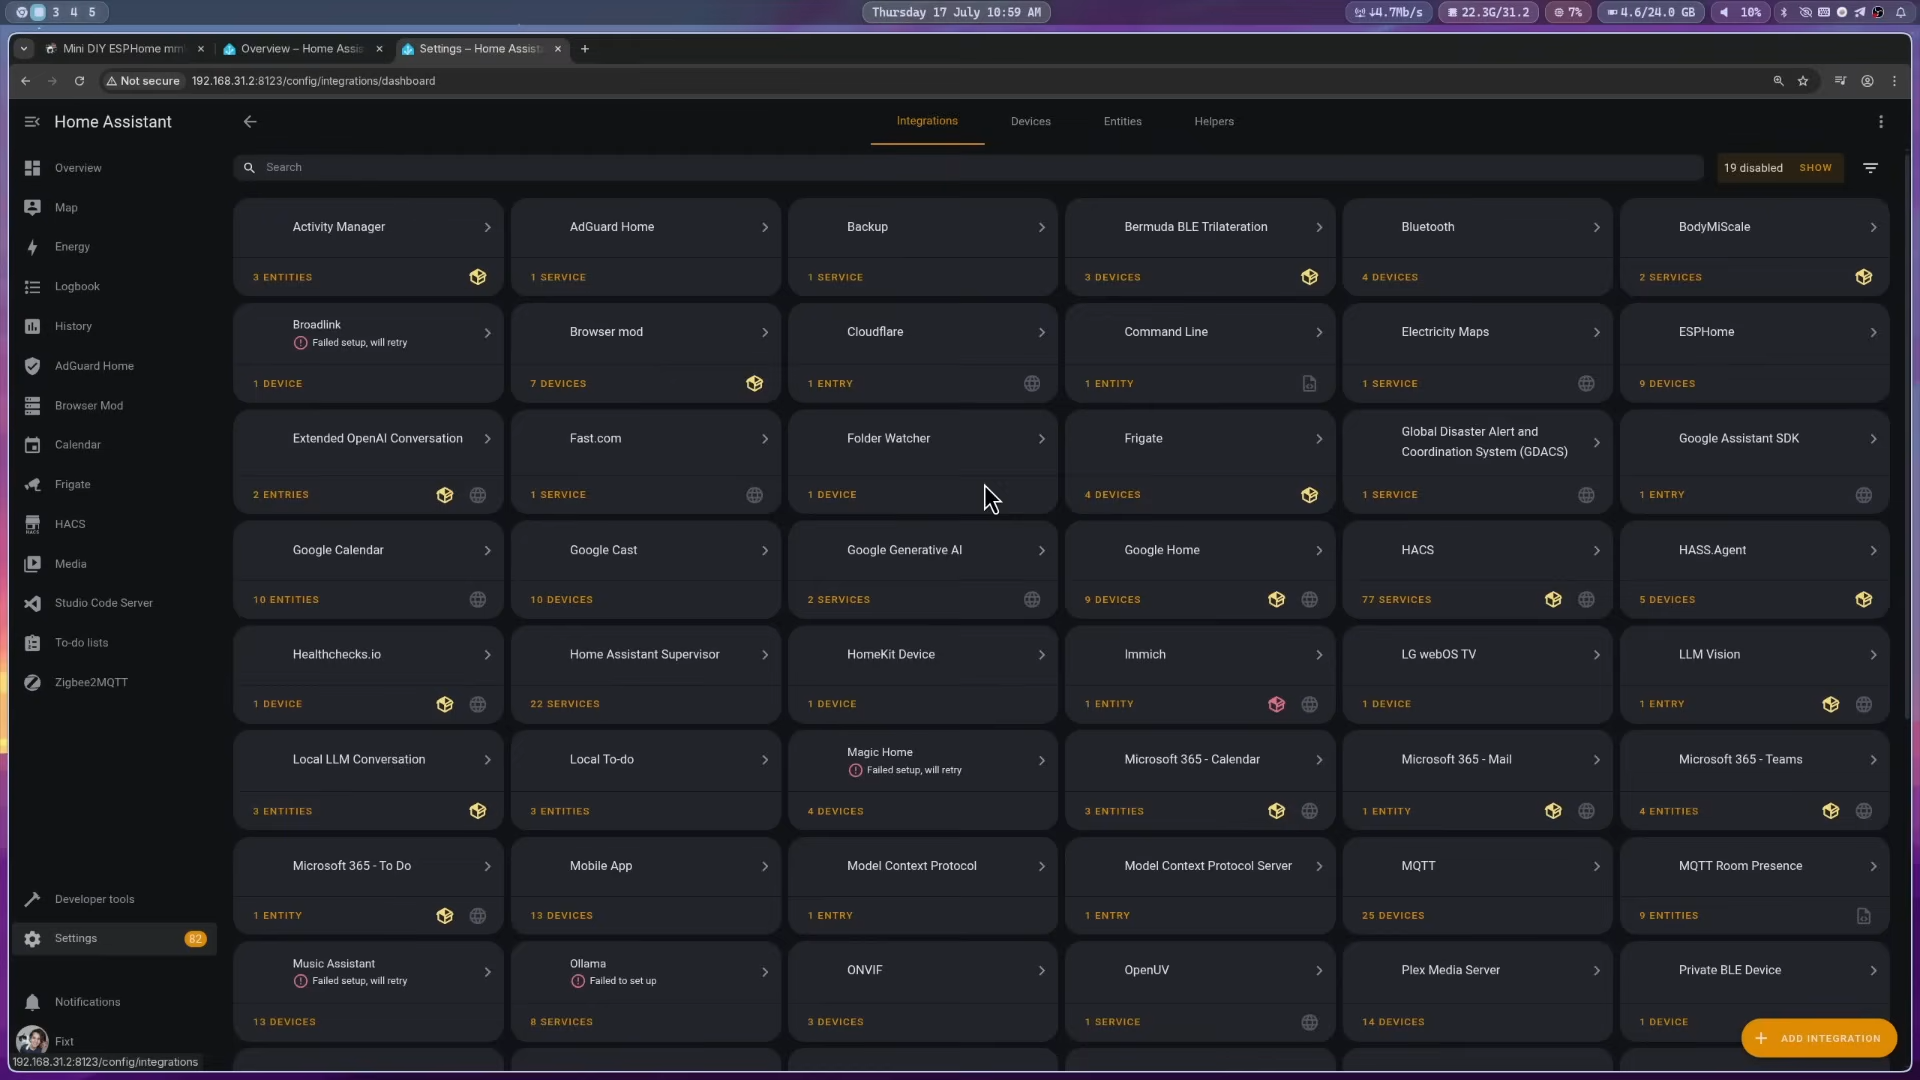 3 4 5
Thursday 17 July 10:59 AM
↓4.7Mb/s
22.3G/31.2
7%
4.6/24.0 GB
10%
Mini DIY ESPHome mm
Overview – Home Assis
Settings – Home Assist
Not secure
192.168.31.2:8123/config/integrations/dashboard
Home Assistant
Integrations
Devices
Entities
Helpers
Search
19 disabled
SHOW
Overview
Map
Energy
Logbook
History
AdGuard Home
Browser Mod
Calendar
Frigate
HACS
Media
Studio Code Server
To-do lists
Zigbee2MQTT
Developer tools
Settings
82
Notifications
Fixt
192.168.31.2:8123/config/integrations
Activity Manager
3 ENTITIES
AdGuard Home
1 SERVICE
Backup
1 SERVICE
Bermuda BLE Trilateration
3 DEVICES
Bluetooth
4 DEVICES
BodyMiScale
2 SERVICES
Broadlink
Failed setup, will retry
1 DEVICE
Browser mod
7 DEVICES
Cloudflare
1 ENTRY
Command Line
1 ENTITY
Electricity Maps
1 SERVICE
ESPHome
9 DEVICES
Extended OpenAI Conversation
2 ENTRIES
Fast.com
1 SERVICE
Folder Watcher
1 DEVICE
Frigate
4 DEVICES
Global Disaster Alert and
Coordination System (GDACS)
1 SERVICE
Google Assistant SDK
1 ENTRY
Google Calendar
10 ENTITIES
Google Cast
10 DEVICES
Google Generative AI
2 SERVICES
Google Home
9 DEVICES
HACS
77 SERVICES
HASS.Agent
5 DEVICES
Healthchecks.io
1 DEVICE
Home Assistant Supervisor
22 SERVICES
HomeKit Device
1 DEVICE
Immich
1 ENTITY
LG webOS TV
1 DEVICE
LLM Vision
1 ENTRY
Local LLM Conversation
3 ENTITIES
Local To-do
3 ENTITIES
Magic Home
Failed setup, will retry
4 DEVICES
Microsoft 365 - Calendar
3 ENTITIES
Microsoft 365 - Mail
1 ENTITY
Microsoft 365 - Teams
4 ENTITIES
Microsoft 365 - To Do
1 ENTITY
Mobile App
13 DEVICES
Model Context Protocol
1 ENTRY
Model Context Protocol Server
1 ENTRY
MQTT
25 DEVICES
MQTT Room Presence
9 ENTITIES
Music Assistant
Failed setup, will retry
13 DEVICES
Ollama
Failed to set up
8 SERVICES
ONVIF
3 DEVICES
OpenUV
1 SERVICE
Plex Media Server
14 DEVICES
Private BLE Device
1 DEVICE
ADD INTEGRATION